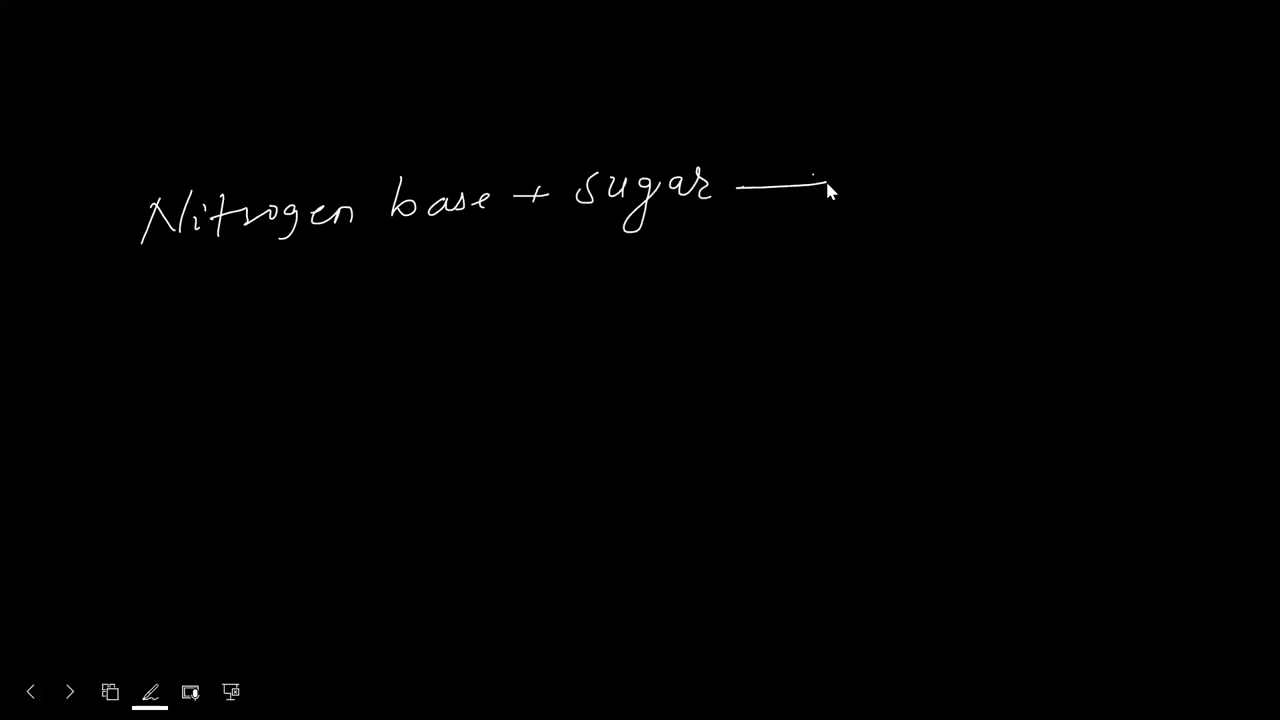 Nitrogen base + sugar —